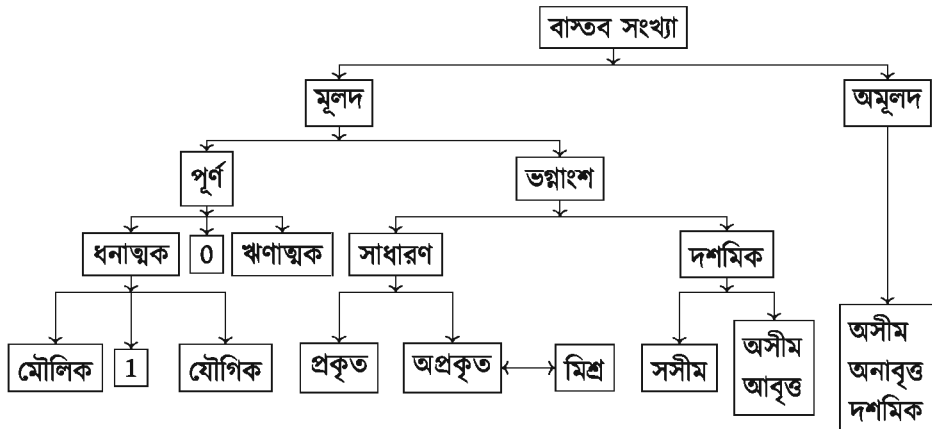 বাস্তব সংখ্যা
মূলদ
অমূলদ
পূর্ণ
ভগ্নাংশ
ধনাত্মক
0
ঋণাত্মক
সাধারণ
দশমিক
মৌলিক
1
যৌগিক
প্রকৃত
অপ্রকৃত
মিশ্র
সসীম
অসীম
আবৃত্ত
অসীম
অনাবৃত্ত
দশমিক